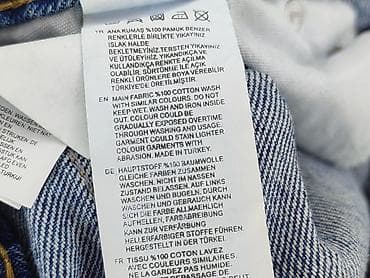 TR ANA KUMAŞ %100 PAMUK BENZER
RENKLERLE BİRLİKTE YIKAYINIZ.
ISLAK HALDE
BEKLETMEYİNİZ.TERSTEN YIKAYINIZ
VE ÜTÜLEYİNİZ. YIKANDIKÇA VE
KULLANDIKÇA RENKTE AÇILMA
OLABİLİR. SÜRTÜNME İLE AÇIK
RENKLİ ÜRÜNLERE BOYA VEREBİLİR
TÜRKİYE'DE ÜRETİLMİŞTİR.
EN MAIN FABRIC %100 COTTON WASH
WITH SIMILAR COLOURS. DO NOT
KEEP WET. WASH AND IRON INSIDE
OUT. COLOUR COULD BE
GRADUALLY EXPOSED OVERTIME
THROUGH WASHING AND USAGE.
GARMENT COULD STAIN LIGHTER
COLOUR GARMENTS WITH
ABRASION. MADE IN TURKEY.
DE HAUPTSTOFF %100 BAUMWOLLE
GLEICHE FARBEN ZUSAMMEN
WASCHEN. NICHT IM NASSEN
ZUSTAND BELASSEN. AUF LINKS
WASCHEN UND BUGELN. DURCH
WASCHEN UND GEBRAUCH KANN
SICH DIE FARBE ALLMAHLICH
AUFHELLEN, FARBABREIBUNG
KANN ZUR VERFARBUNG
HELLERFARBIGER STOFFE FÜHREN
HERGESTELLT IN DER TÜRKEI.
FR TISSU %100 COTON LAVEZ
AVEC COULEURS SIMILAIRES.
NE LA GARDEZ PAS HUMIDE.